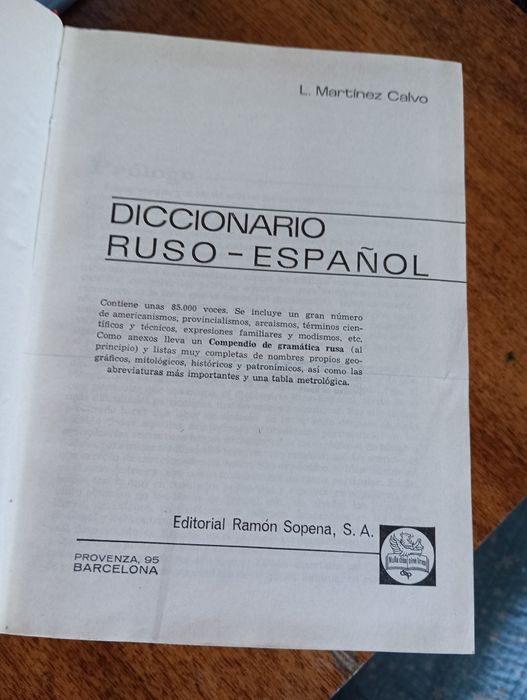 L. Martínez Calvo
DICCIONARIO
RUSO – ESPAÑOL
Contiene unas 85.000 voces. Se incluye un gran número
de americanismos, provincialismos, arcaísmos, términos cien-
tíficos y técnicos, expresiones familiares y modismos, etc.
Como anexos lleva un Compendio de gramática rusa (al
principio) y listas muy completas de nombres propios geo-
gráficos, mitológicos, históricos y patronímicos, así como las
abreviaturas más importantes y una tabla metrológica.
Editorial Ramón Sopena, S. A.
PROVENZA, 95
BARCELONA